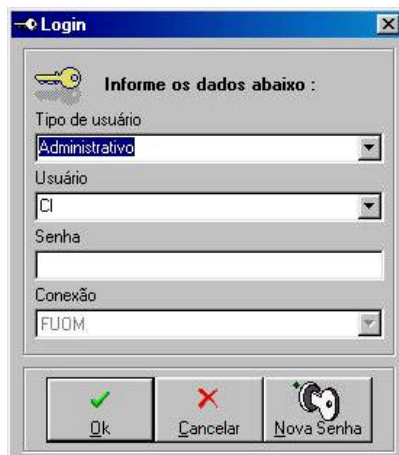 Login
Informe os dados abaixo :
Tipo de usuário
Administrativo
Usuário
CI
Senha
Conexão
FUOM
Ok
Cancelar
Nova Senha